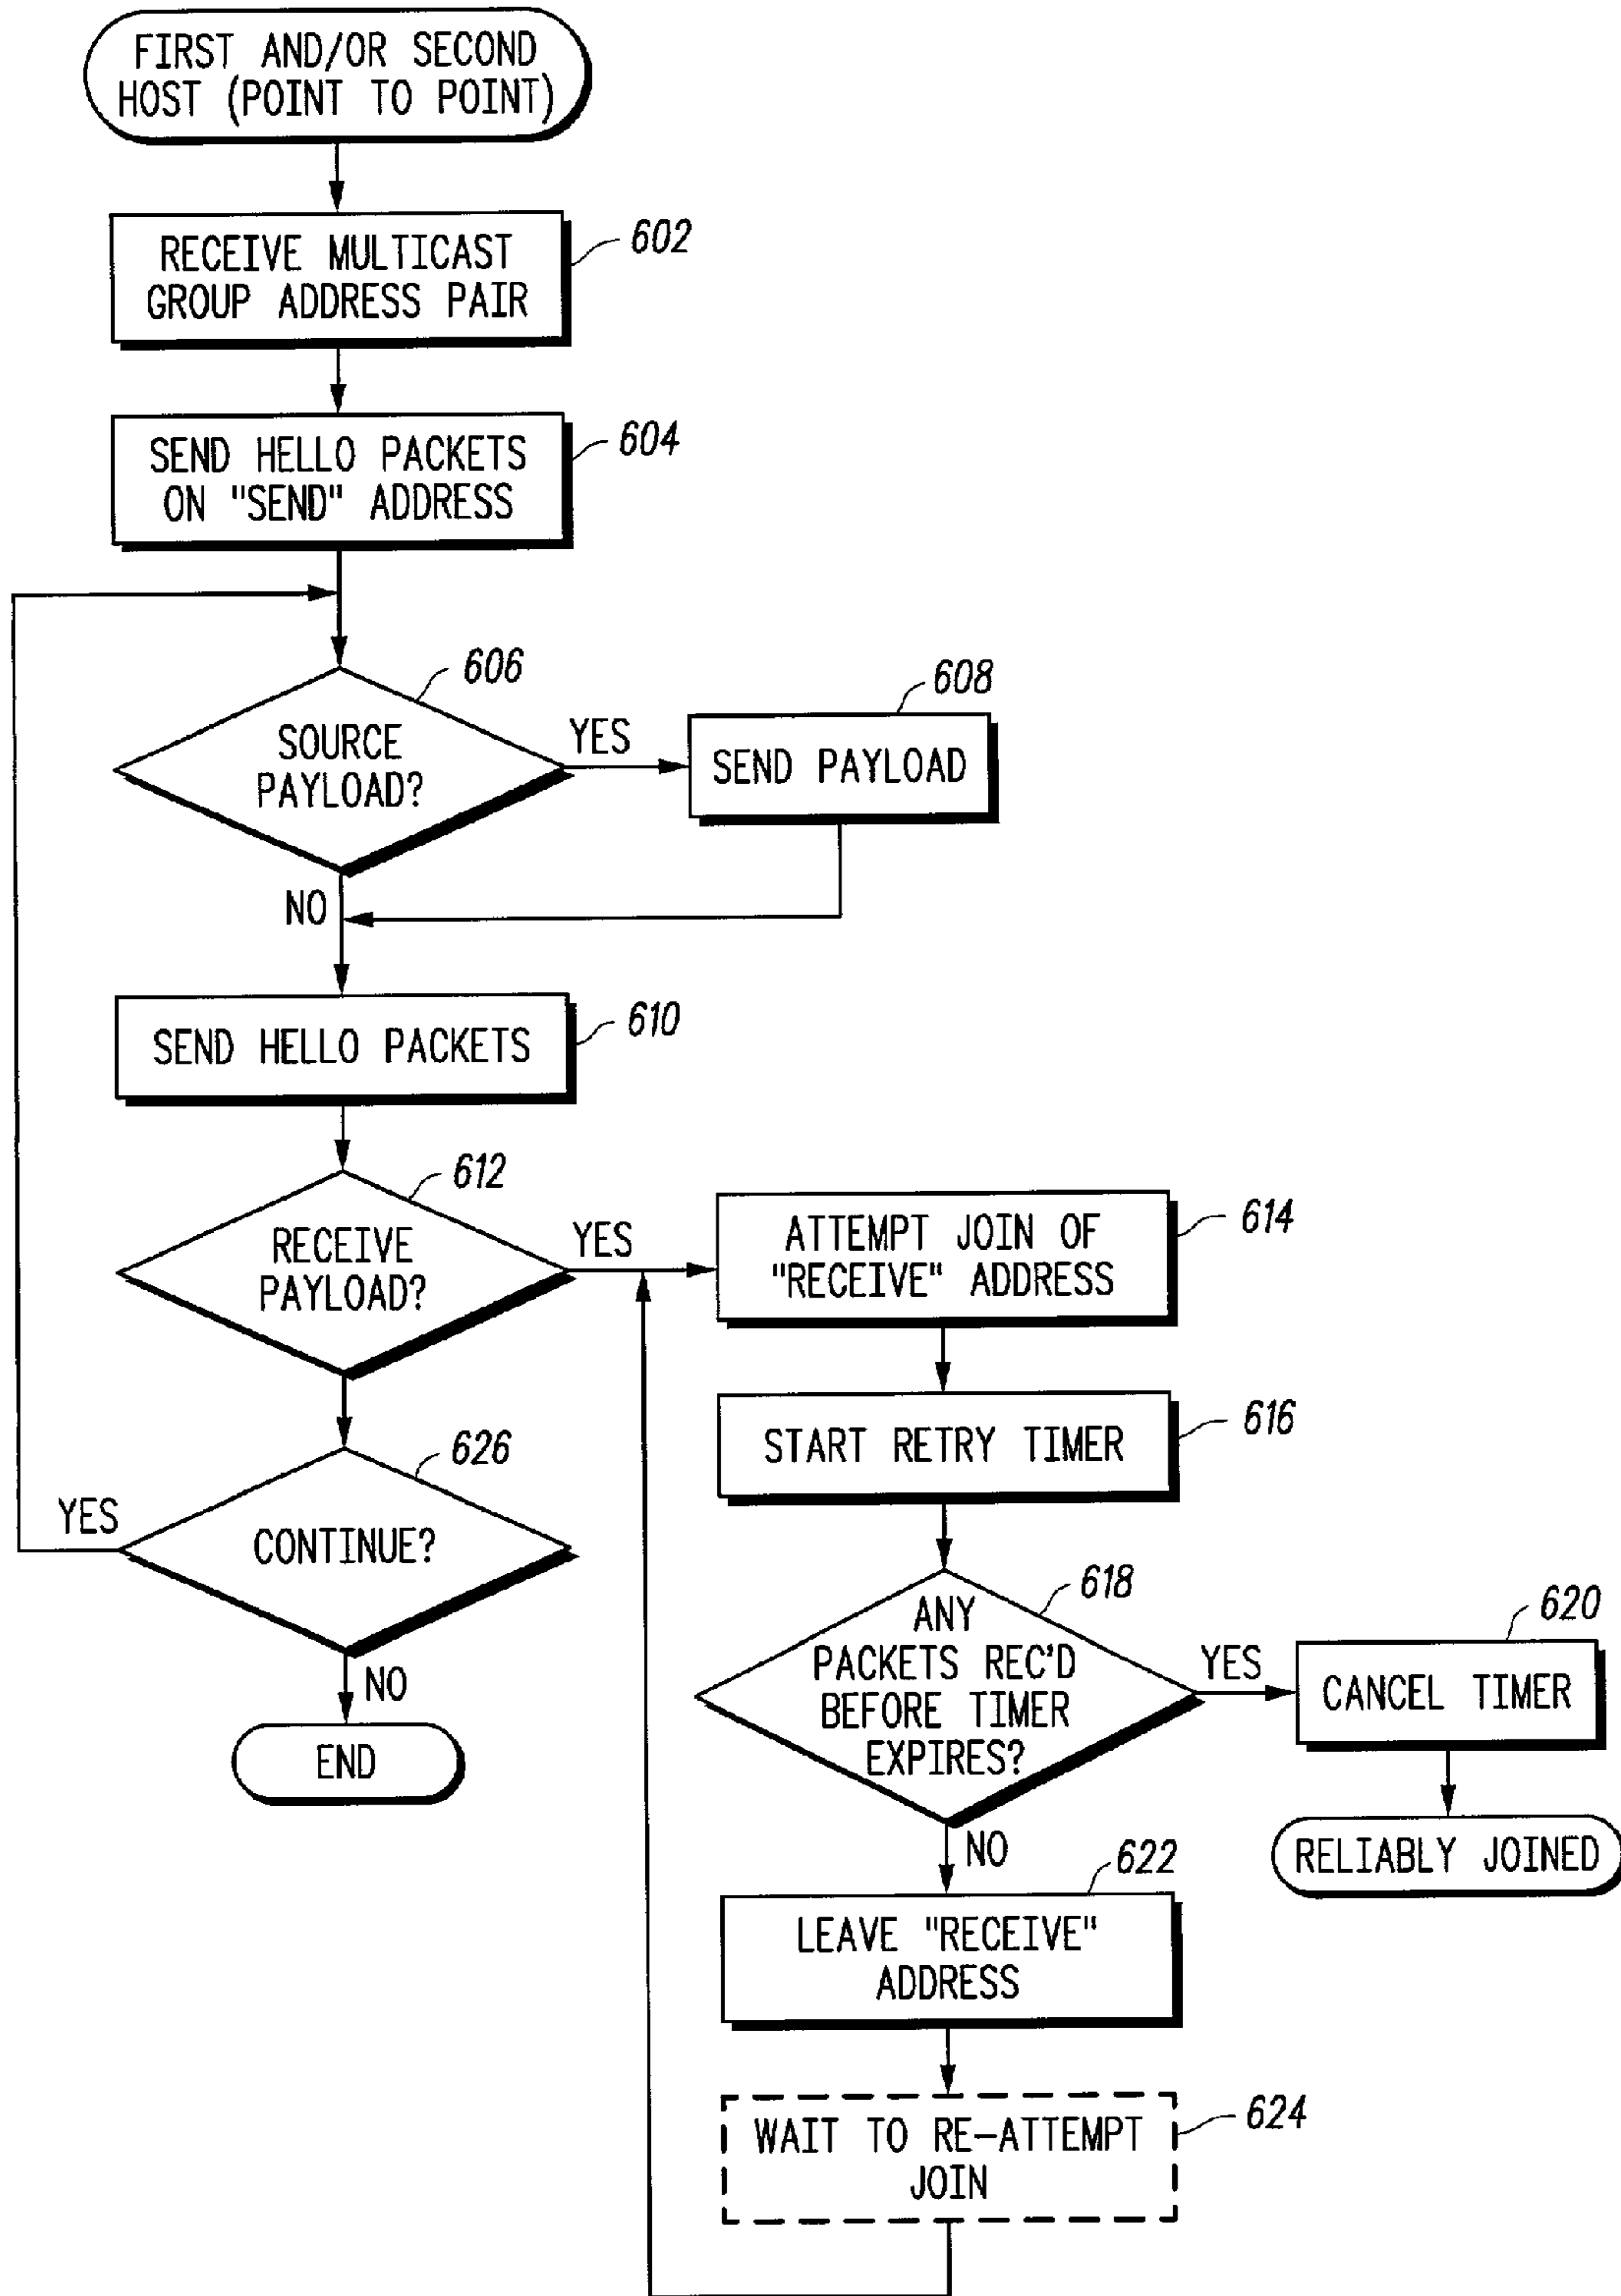 FIRST AND/OR SECOND
HOST (POINT TO POINT)
RECEIVE MULTICAST
GROUP ADDRESS PAIR
602
SEND HELLO PACKETS
ON "SEND" ADDRESS
604
606
SOURCE
PAYLOAD?
YES
608
SEND PAYLOAD
NO
SEND HELLO PACKETS
610
612
RECEIVE
PAYLOAD?
YES
ATTEMPT JOIN OF
"RECEIVE" ADDRESS
614
START RETRY TIMER
616
626
YES
CONTINUE?
NO
END
618
ANY
PACKETS REC'D
BEFORE TIMER
EXPIRES?
YES
620
CANCEL TIMER
RELIABLY JOINED
NO
622
LEAVE "RECEIVE"
ADDRESS
WAIT TO RE-ATTEMPT
JOIN
624